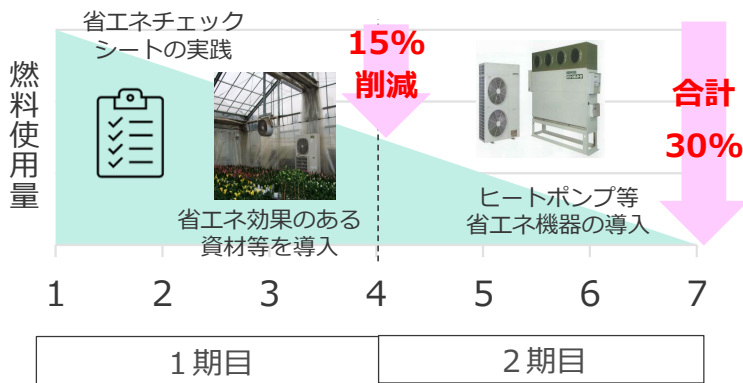 省エネチェック
シートの実践
15%
削減
合計
30%
燃料使用量
省エネ効果のある
資材等を導入
ヒートポンプ等
省エネ機器の導入
1 2 3 4 5 6 7
１期目 ２期目